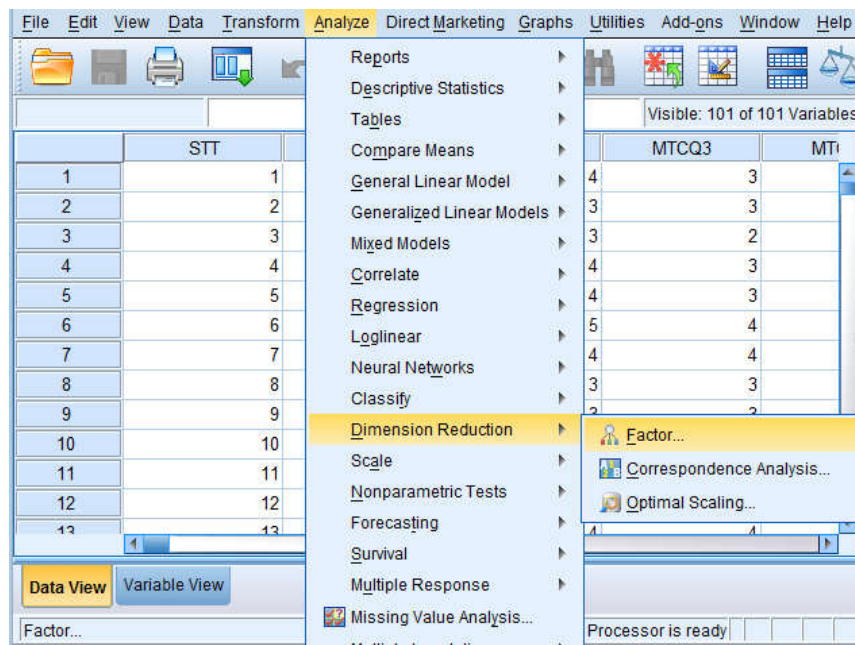 File Edit View Data Transform Analyze Direct Marketing Graphs Utilities Add-ons Window Help
Visible: 101 of 101 Variables
STT MTCQ3
1 1 4 3
2 2 3 3
3 3 3 2
4 4 4 3
5 5 4 3
6 6 5 4
7 7 4 4
8 8 3 3
9 9
10 10
11 11
12 12
13 13
Reports
Descriptive Statistics
Tables
Compare Means
General Linear Model
Generalized Linear Models
Mixed Models
Correlate
Regression
Loglinear
Neural Networks
Classify
Dimension Reduction
Scale
Nonparametric Tests
Forecasting
Survival
Multiple Response
Missing Value Analysis...
Factor...
Correspondence Analysis...
Optimal Scaling...
Data View Variable View
Factor... Processor is ready